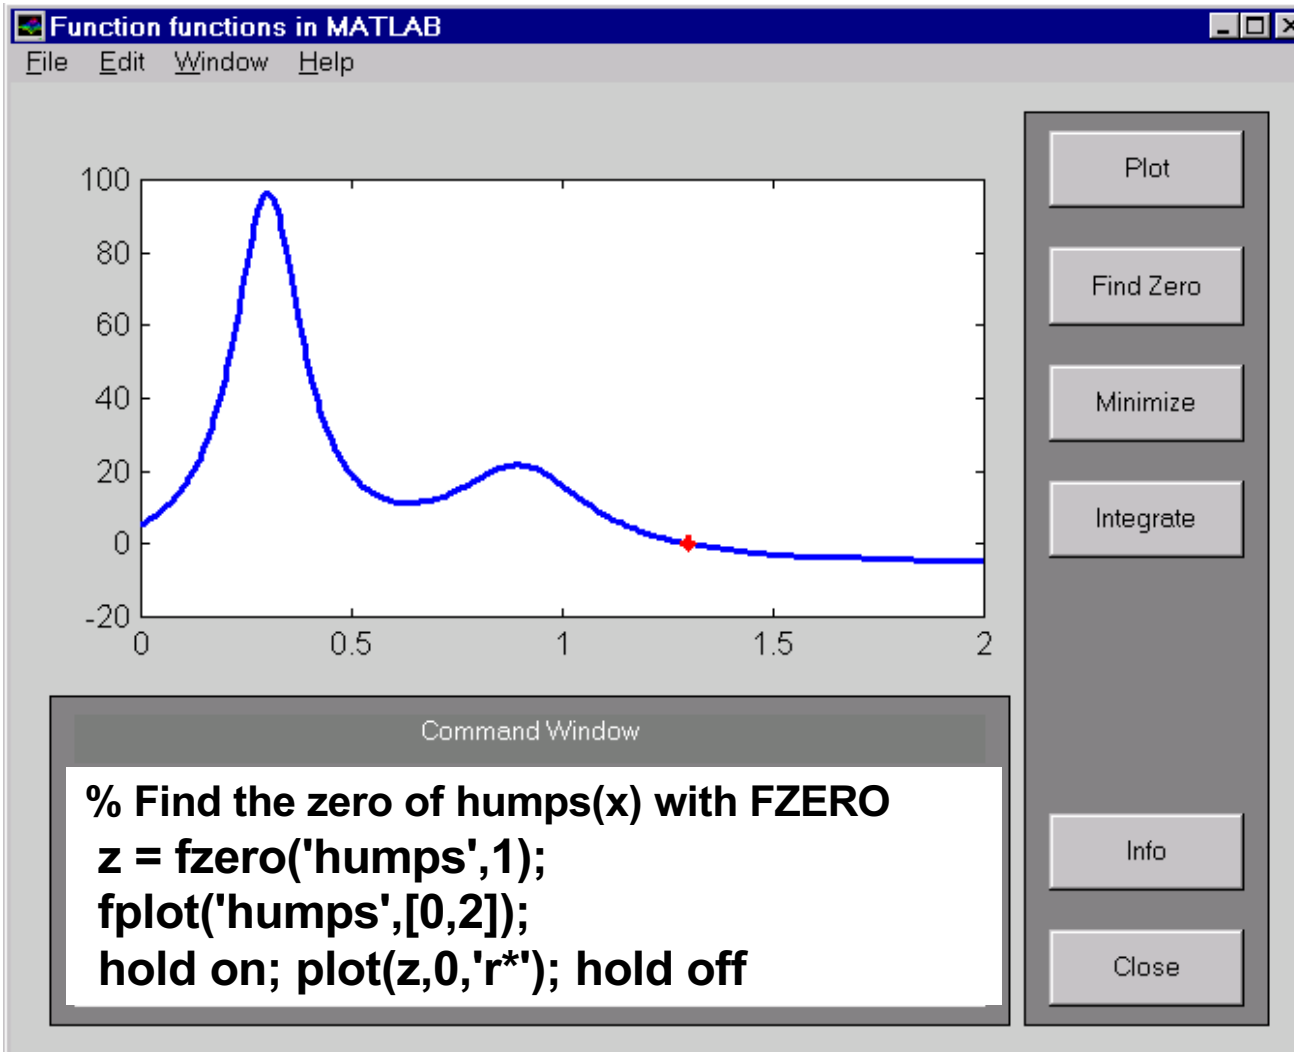 Function functions in MATLAB
File Edit Window Help
100
80
60
40
20
0
-20
0 0.5 1 1.5 2
Plot
Find Zero
Minimize
Integrate
Info
Close
Command Window
% Find the zero of humps(x) with FZERO
z = fzero('humps',1);
fplot('humps',[0,2]);
hold on; plot(z,0,'r*'); hold off